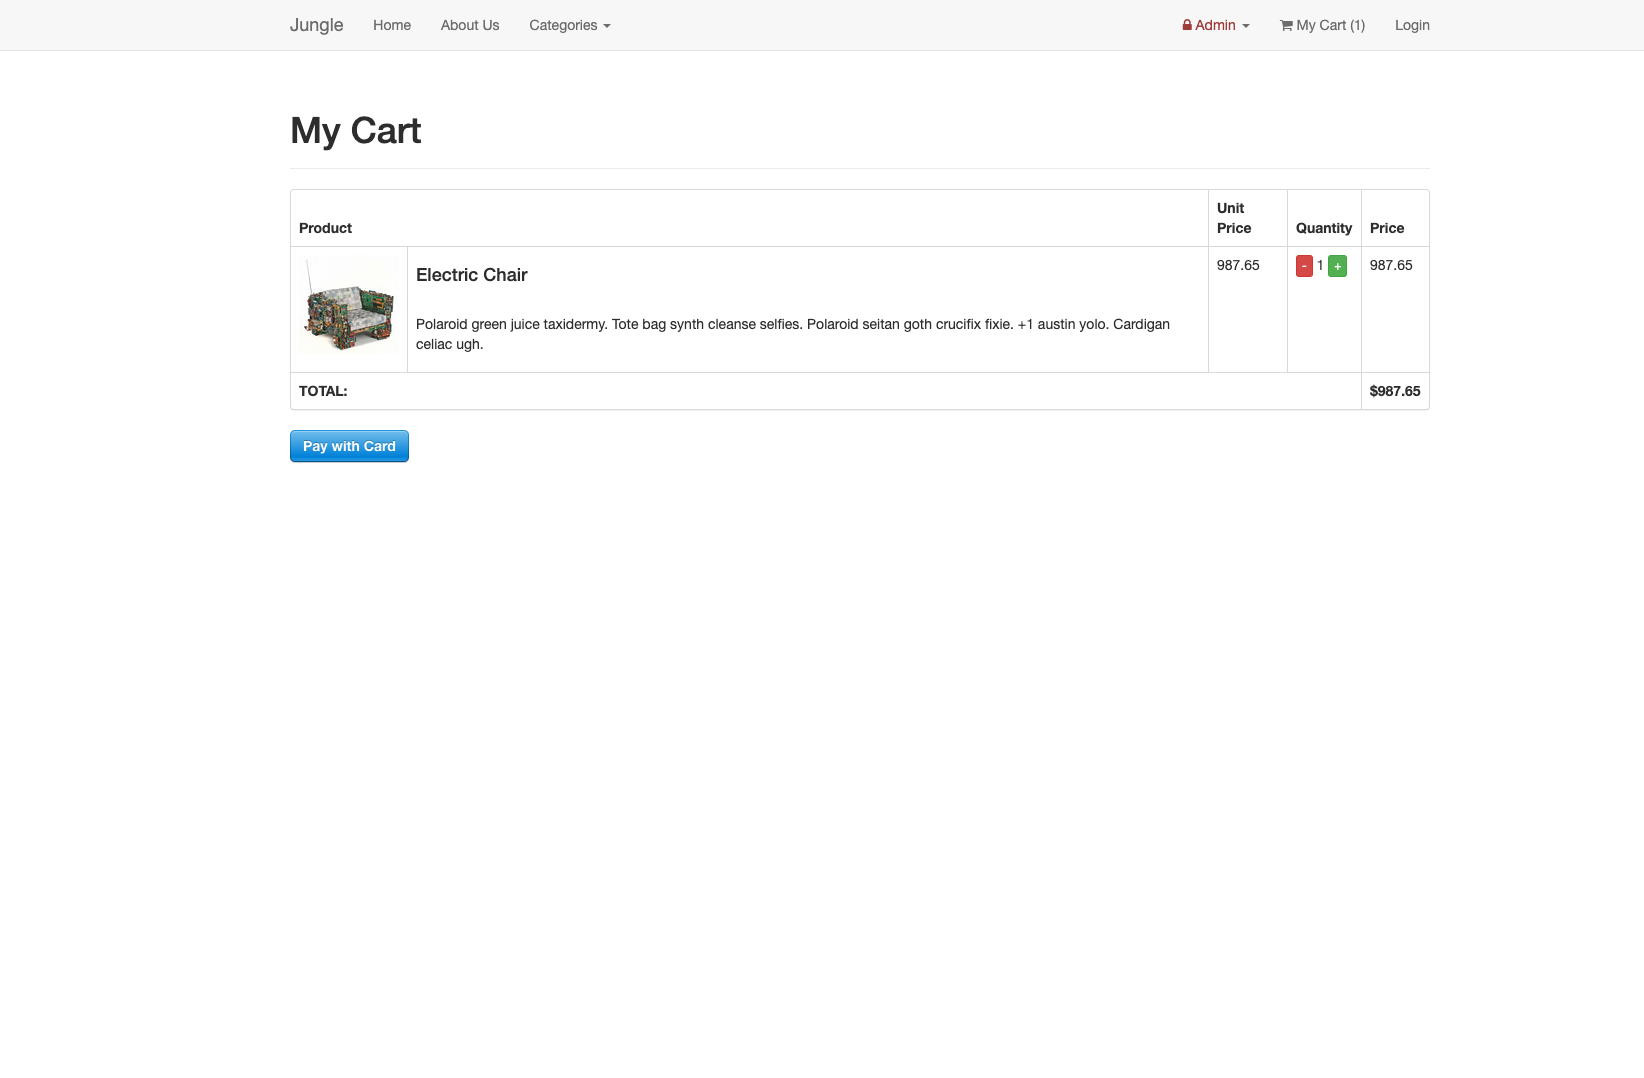 Jungle Home About Us Categories Admin My Cart (1) Login
My Cart
Product Unit Price Quantity Price
Electric Chair 987.65 - 1 + 987.65
Polaroid green juice taxidermy. Tote bag synth cleanse selfies. Polaroid seitan goth crucifix fixie. +1 austin yolo. Cardigan
celiac ugh.
TOTAL: $987.65
Pay with Card